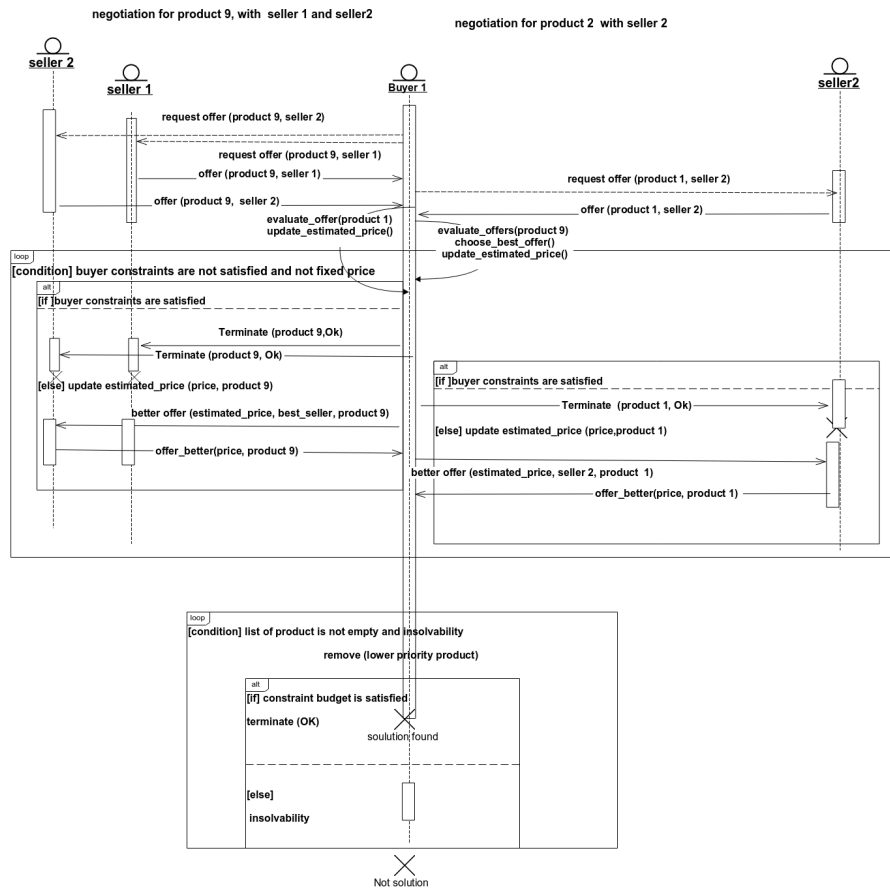 negotiation for product 9, with seller 1 and seller2
negotiation for product 2 with seller 2
seller 2
seller 1
Buyer 1
seller2
request offer (product 9, seller 2)
request offer (product 9, seller 1)
offer (product 9, seller 1)
request offer (product 1, seller 2)
offer (product 9, seller 2)
offer (product 1, seller 2)
evaluate_offer(product 1)
update_estimated_price()
evaluate_offers(product 9)
choose_best_offer()
update_estimated_price()
loop
[condition] buyer constraints are not satisfied and not fixed price
alt
[if ]buyer constraints are satisfied
Terminate (product 9,Ok)
Terminate (product 9, Ok)
[else] update estimated_price (price, product 9)
better offer (estimated_price, best_seller, product 9)
offer_better(price, product 9)
alt
[if ]buyer constraints are satisfied
Terminate (product 1, Ok)
[else] update estimated_price (price,product 1)
better offer (estimated_price, seller 2, product 1)
offer_better(price, product 1)
loop
[condition] list of product is not empty and insolvability
remove (lower priority product)
alt
[if] constraint budget is satisfied
terminate (OK)
soulution found
[else]
insolvability
Not solution